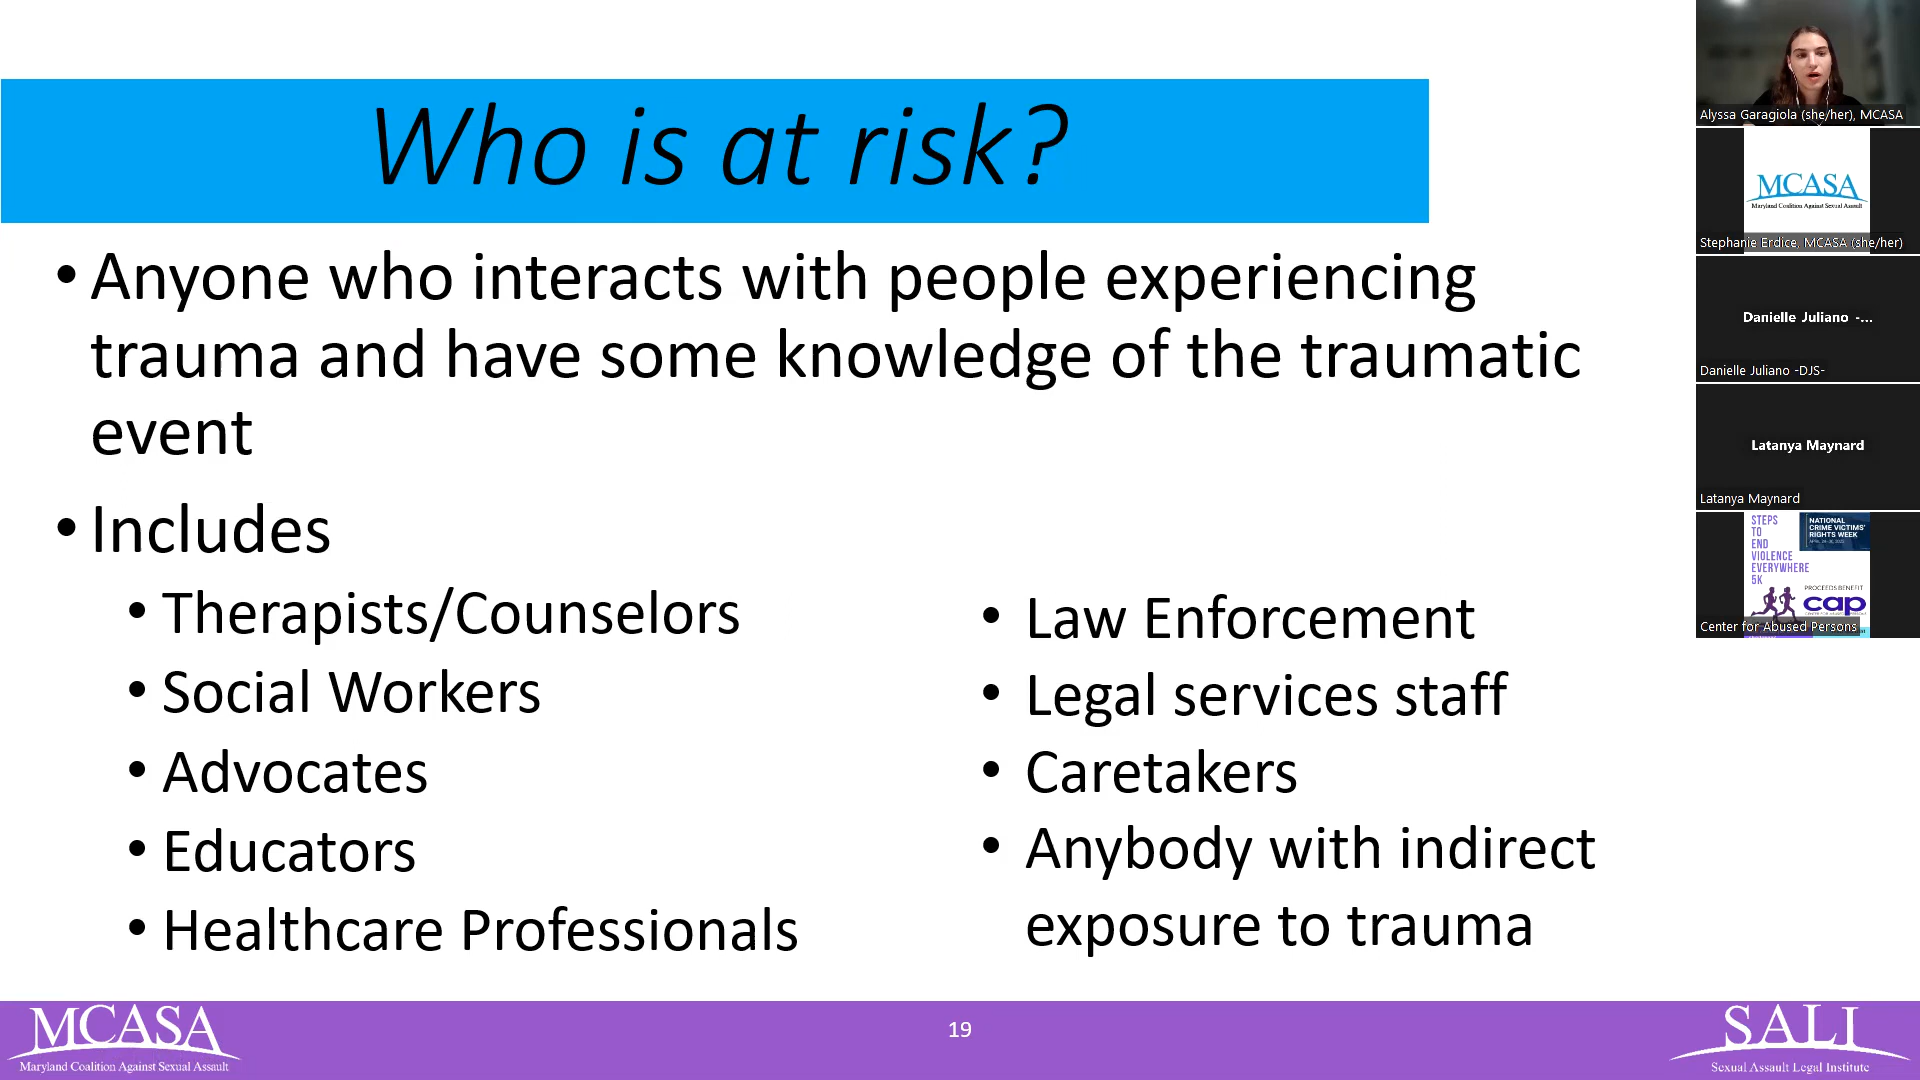 Who is at risk?
• Anyone who interacts with people experiencing
trauma and have some knowledge of the traumatic
event
• Includes
• Therapists/Counselors
• Social Workers
• Advocates
• Educators
• Healthcare Professionals
• Law Enforcement
• Legal services staff
• Caretakers
• Anybody with indirect
exposure to trauma
MCASA
Maryland Coalition Against Sexual Assault
19
SALI
Sexual Assault Legal Institute
Alyssa Garagiola (she/her), MCASA
MCASA
Maryland Coalition Against Sexual Assault
Stephanie Erdice, MCASA (she/her)
Danielle Juliano -...
Danielle Juliano -DJS-
Latanya Maynard
Latanya Maynard
STEPS
TO
END
VIOLENCE
EVERYWHERE
5K
NATIONAL
CRIME VICTIMS'
RIGHTS WEEK
PROCEEDS BENEFIT
cap
Center for Abused Persons